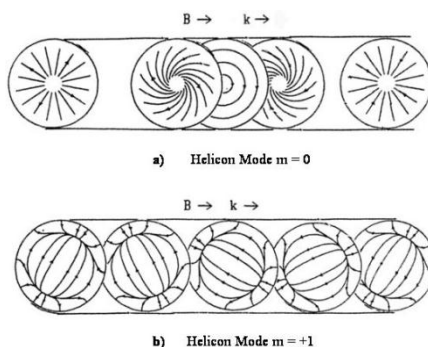 B → k →
a) Helicon Mode m = 0
B → k →
b) Helicon Mode m = +1